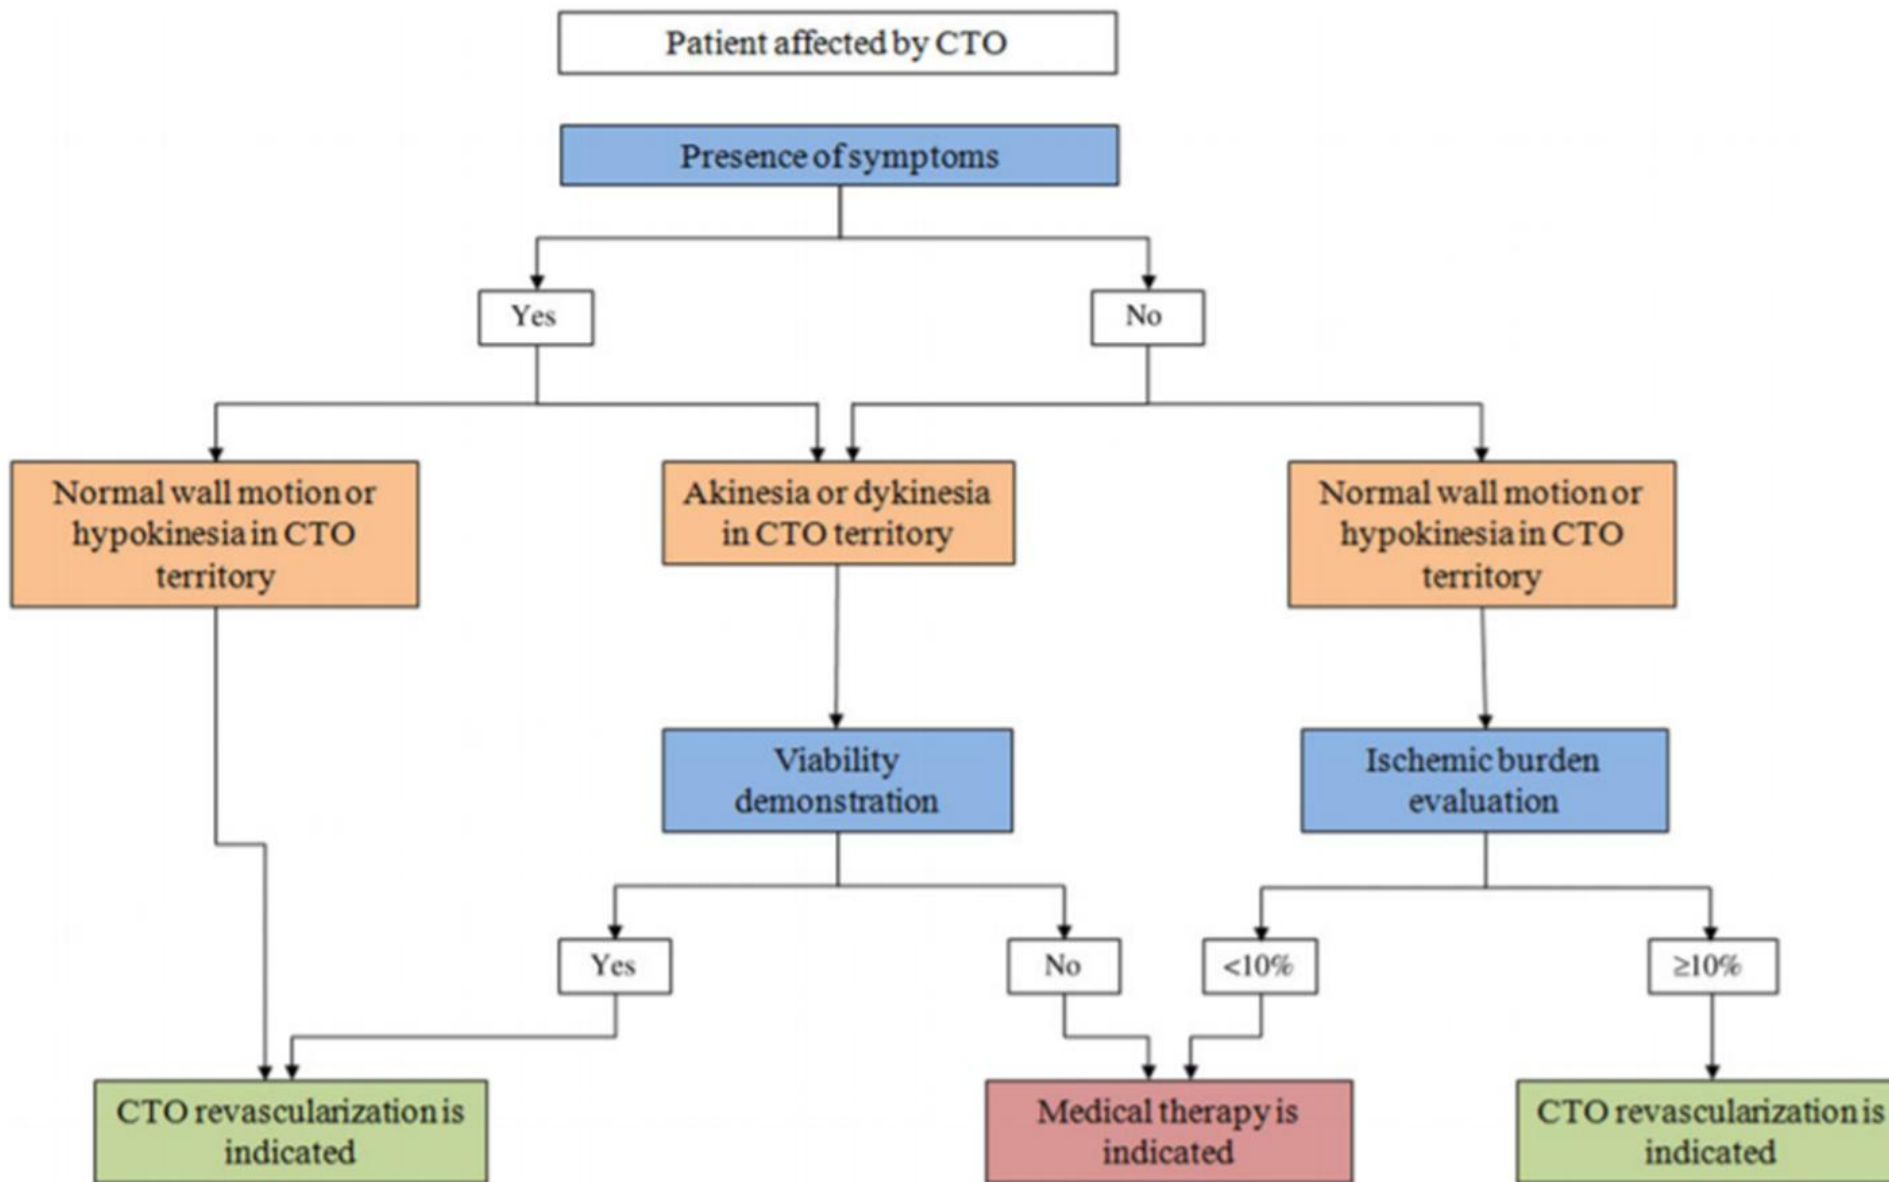 Patient affected by CTO
Presence of symptoms
Yes
No
Normal wall motion or
hypokinesia in CTO
territory
Akinesia or dykinesia
in CTO territory
Normal wall motion or
hypokinesia in CTO
territory
Viability
demonstration
Ischemic burden
evaluation
Yes
No
<10%
≥10%
CTO revascularization is
indicated
Medical therapy is
indicated
CTO revascularization is
indicated